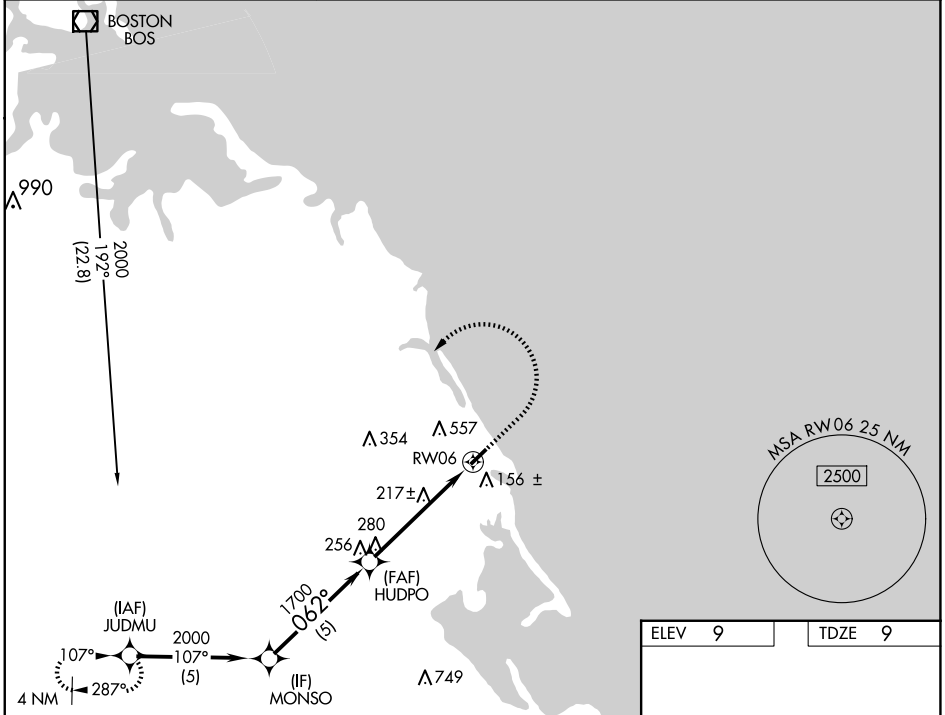 BOSTON
BOS
990
2000
192°
(22.8)
354
557
RW06
156 ±
217±
280
256
(FAF)
HUDPO
1700
062°
(5)
(IAF)
JUDMU
2000
107°
(5)
107°
287°
4 NM
(IF)
MONSO
749
MSA RW06 25 NM
2500
ELEV 9
TDZE 9